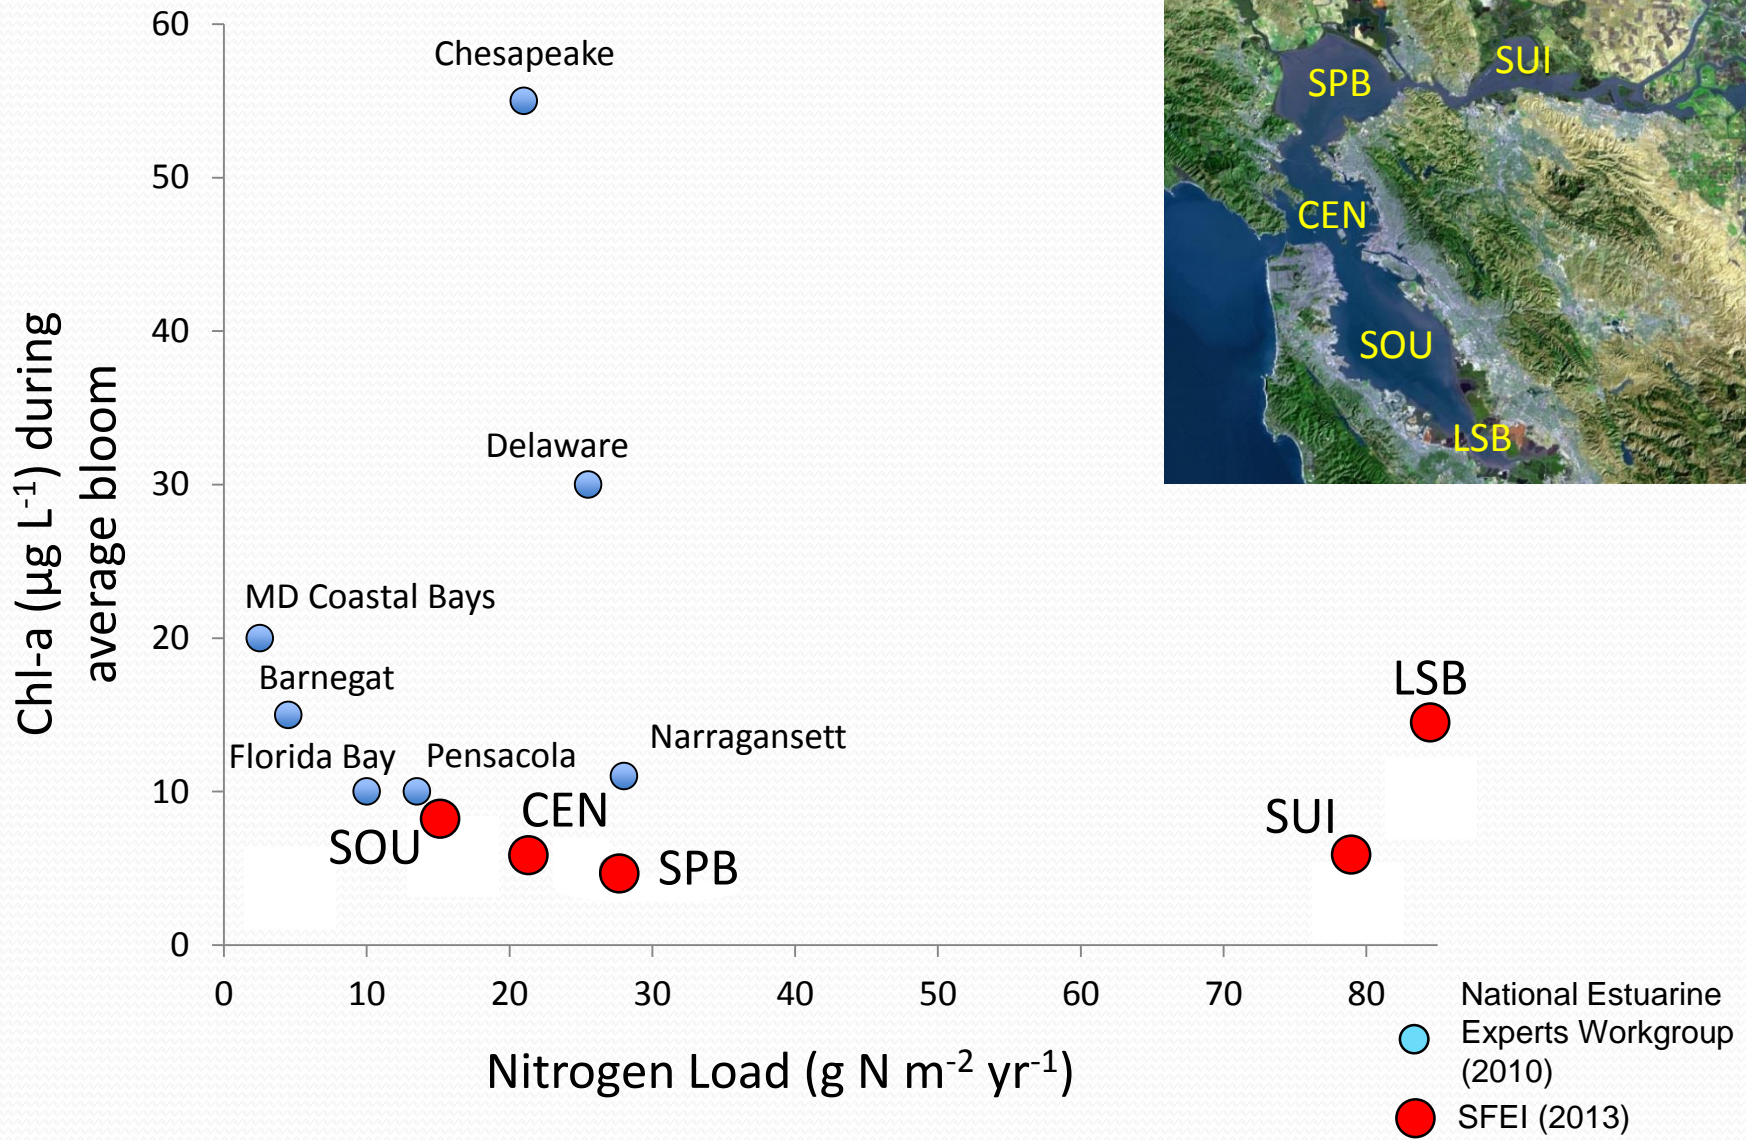 60
50
40
30
20
10
0
Chl-a (µg L-1) during
average bloom
Chesapeake
Delaware
MD Coastal Bays
Barnegat
Florida Bay
Pensacola
Narragansett
SOU
CEN
SPB
SUI
LSB
0 10 20 30 40 50 60 70 80
Nitrogen Load (g N m-2 yr-1)
SPB
SUI
CEN
SOU
LSB
National Estuarine
Experts Workgroup
(2010)
SFEI (2013)